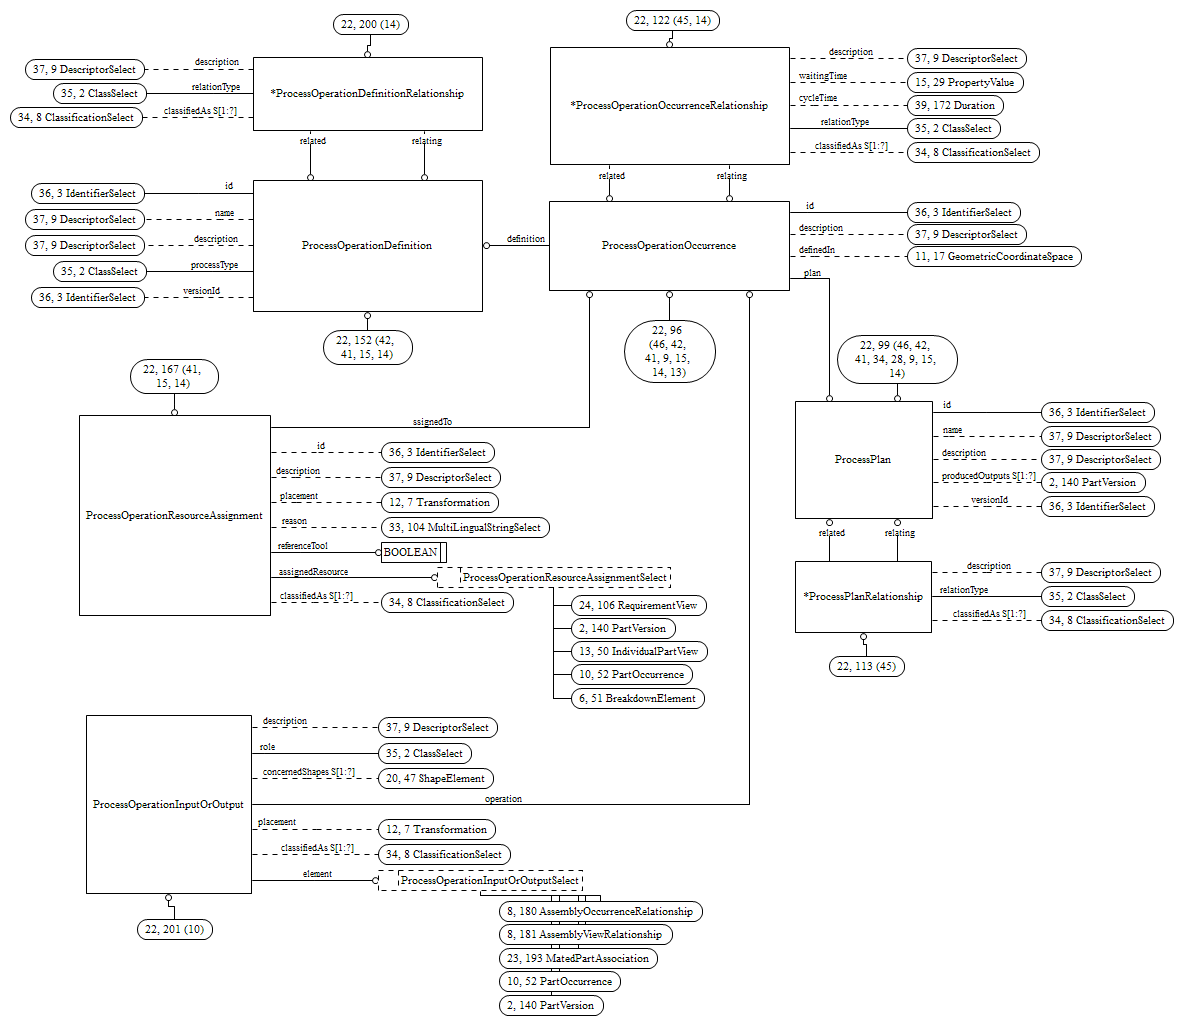 22, 200 (14)
description
37, 9 DescriptorSelect
relationType
35, 2 ClassSelect
classifiedAs S[1:?]
34, 8 ClassificationSelect
*ProcessOperationDefinitionRelationship
related
relating
22, 122 (45, 14)
*ProcessOperationOccurrenceRelationship
description
37, 9 DescriptorSelect
waitingTime
15, 29 PropertyValue
cycleTime
39, 172 Duration
relationType
35, 2 ClassSelect
classifiedAs S[1:?]
34, 8 ClassificationSelect
related
relating
id
36, 3 IdentifierSelect
name
37, 9 DescriptorSelect
description
37, 9 DescriptorSelect
processType
35, 2 ClassSelect
versionId
36, 3 IdentifierSelect
ProcessOperationDefinition
definition
22, 152 (42,
41, 15, 14)
ProcessOperationOccurrence
id
36, 3 IdentifierSelect
description
37, 9 DescriptorSelect
definedIn
11, 17 GeometricCoordinateSpace
plan
22, 96
(46, 42,
41, 9, 15,
14, 13)
22, 99 (46, 42,
41, 34, 28, 9, 15,
14)
22, 167 (41,
15, 14)
ProcessOperationResourceAssignment
ssignedTo
id
36, 3 IdentifierSelect
description
37, 9 DescriptorSelect
placement
12, 7 Transformation
reason
33, 104 MultiLingualStringSelect
referenceTool
BOOLEAN
assignedResource
ProcessOperationResourceAssignmentSelect
classifiedAs S[1:?]
34, 8 ClassificationSelect
24, 106 RequirementView
2, 140 PartVersion
13, 50 IndividualPartView
10, 52 PartOccurrence
6, 51 BreakdownElement
ProcessPlan
id
36, 3 IdentifierSelect
name
37, 9 DescriptorSelect
description
37, 9 DescriptorSelect
producedOutputs S[1:?]
2, 140 PartVersion
versionId
36, 3 IdentifierSelect
related
relating
*ProcessPlanRelationship
description
37, 9 DescriptorSelect
relationType
35, 2 ClassSelect
classifiedAs S[1:?]
34, 8 ClassificationSelect
22, 113 (45)
ProcessOperationInputOrOutput
description
37, 9 DescriptorSelect
role
35, 2 ClassSelect
concernedShapes S[1:?]
20, 47 ShapeElement
operation
placement
12, 7 Transformation
classifiedAs S[1:?]
34, 8 ClassificationSelect
element
ProcessOperationInputOrOutputSelect
22, 201 (10)
8, 180 AssemblyOccurrenceRelationship
8, 181 AssemblyViewRelationship
23, 193 MatedPartAssociation
10, 52 PartOccurrence
2, 140 PartVersion